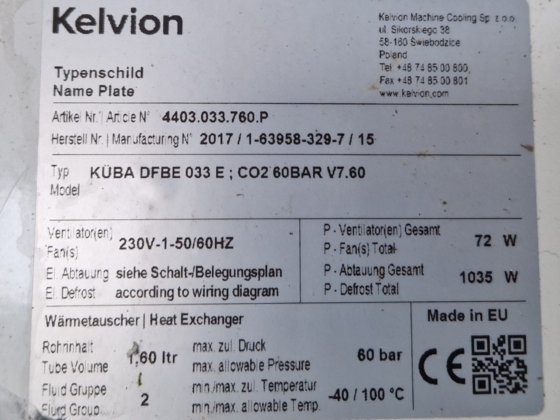 Kelvion
Kelvion Machine Cooling Sp. z o.o.
ul. Sikorskiego 38
58-160 Świebodzice
Poland
Tel. +48 74 85 00 800,
Fax +48 74 85 00 801
www.kelvion.com
Typenschild
Name Plate
Artikel Nr. | Article N° 4403.033.760.P
Herstell Nr. | Manufacturing N° 2017 / 1-63958-329-7 / 15
Typ KÜBA DFBE 033 E ; CO2 60BAR V7.60
Model
Ventilator(en) 230V-1-50/60HZ
Fan(s)
El. Abtauung siehe Schalt-/Belegungsplan
El. Defrost according to wiring diagram
P - Ventilator(en) Gesamt 72 W
P - Fan(s) Total
P - Abtauung Gesamt 1035 W
P - Defrost Total
Wärmetauscher | Heat Exchanger
Made in EU
Rohrinhalt 1,60 ltr max. zul. Druck 60 bar
Tube Volume max. allowable Pressure
Fluid Gruppe 2 min./max. zul. Temperatur -40 / 100 °C
Fluid Group min./max. allowable Temp.
CE